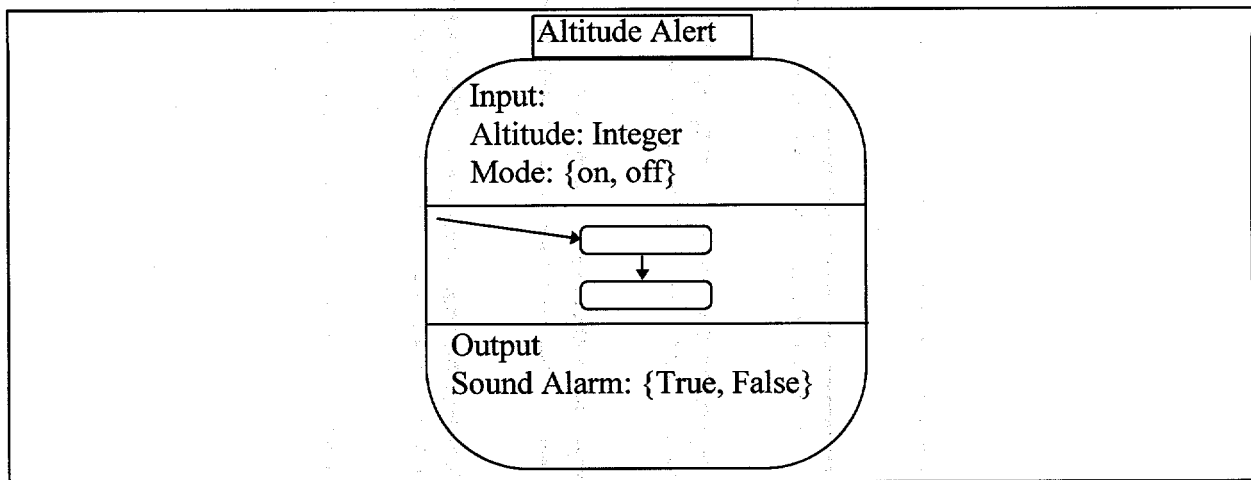 Altitude Alert
Input:
Altitude: Integer
Mode: {on, off}
Output
Sound Alarm: {True, False}